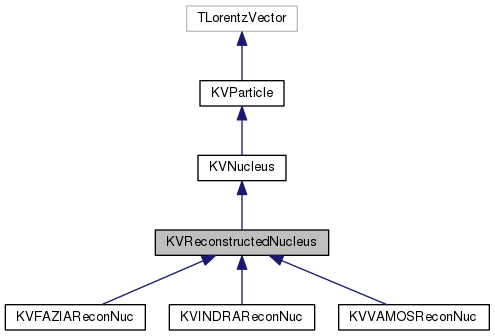 TLorentzVector
KVParticle
KVNucleus
KVReconstructedNucleus
KVFAZIAReconNuc
KVINDRAReconNuc
KVVAMOSReconNuc